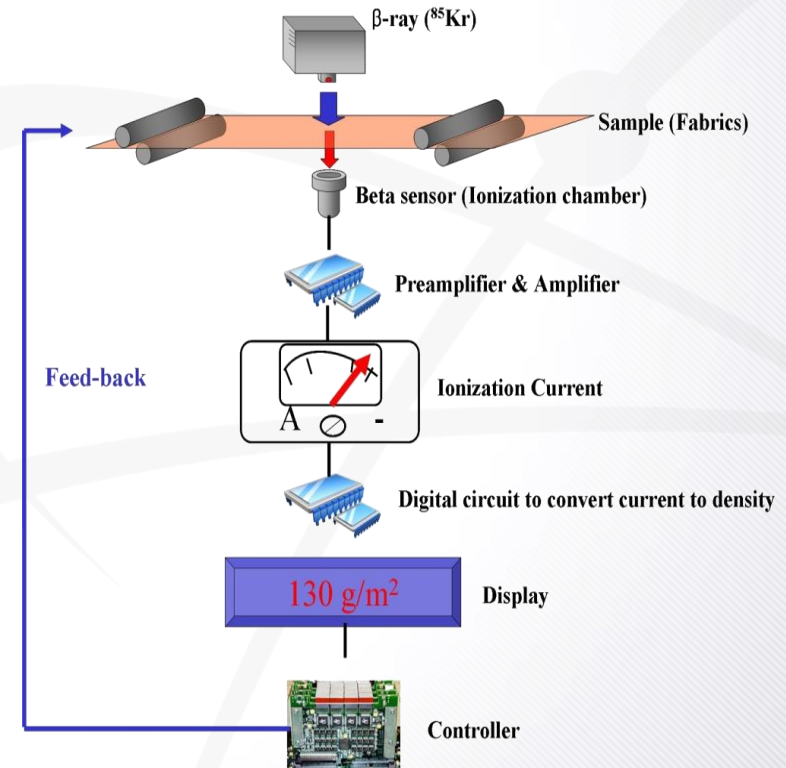 β-ray (⁸⁵Kr)
Sample (Fabrics)
Beta sensor (Ionization chamber)
Preamplifier & Amplifier
Feed-back
Ionization Current
A -
Digital circuit to convert current to density
130 g/m²
Display
Controller